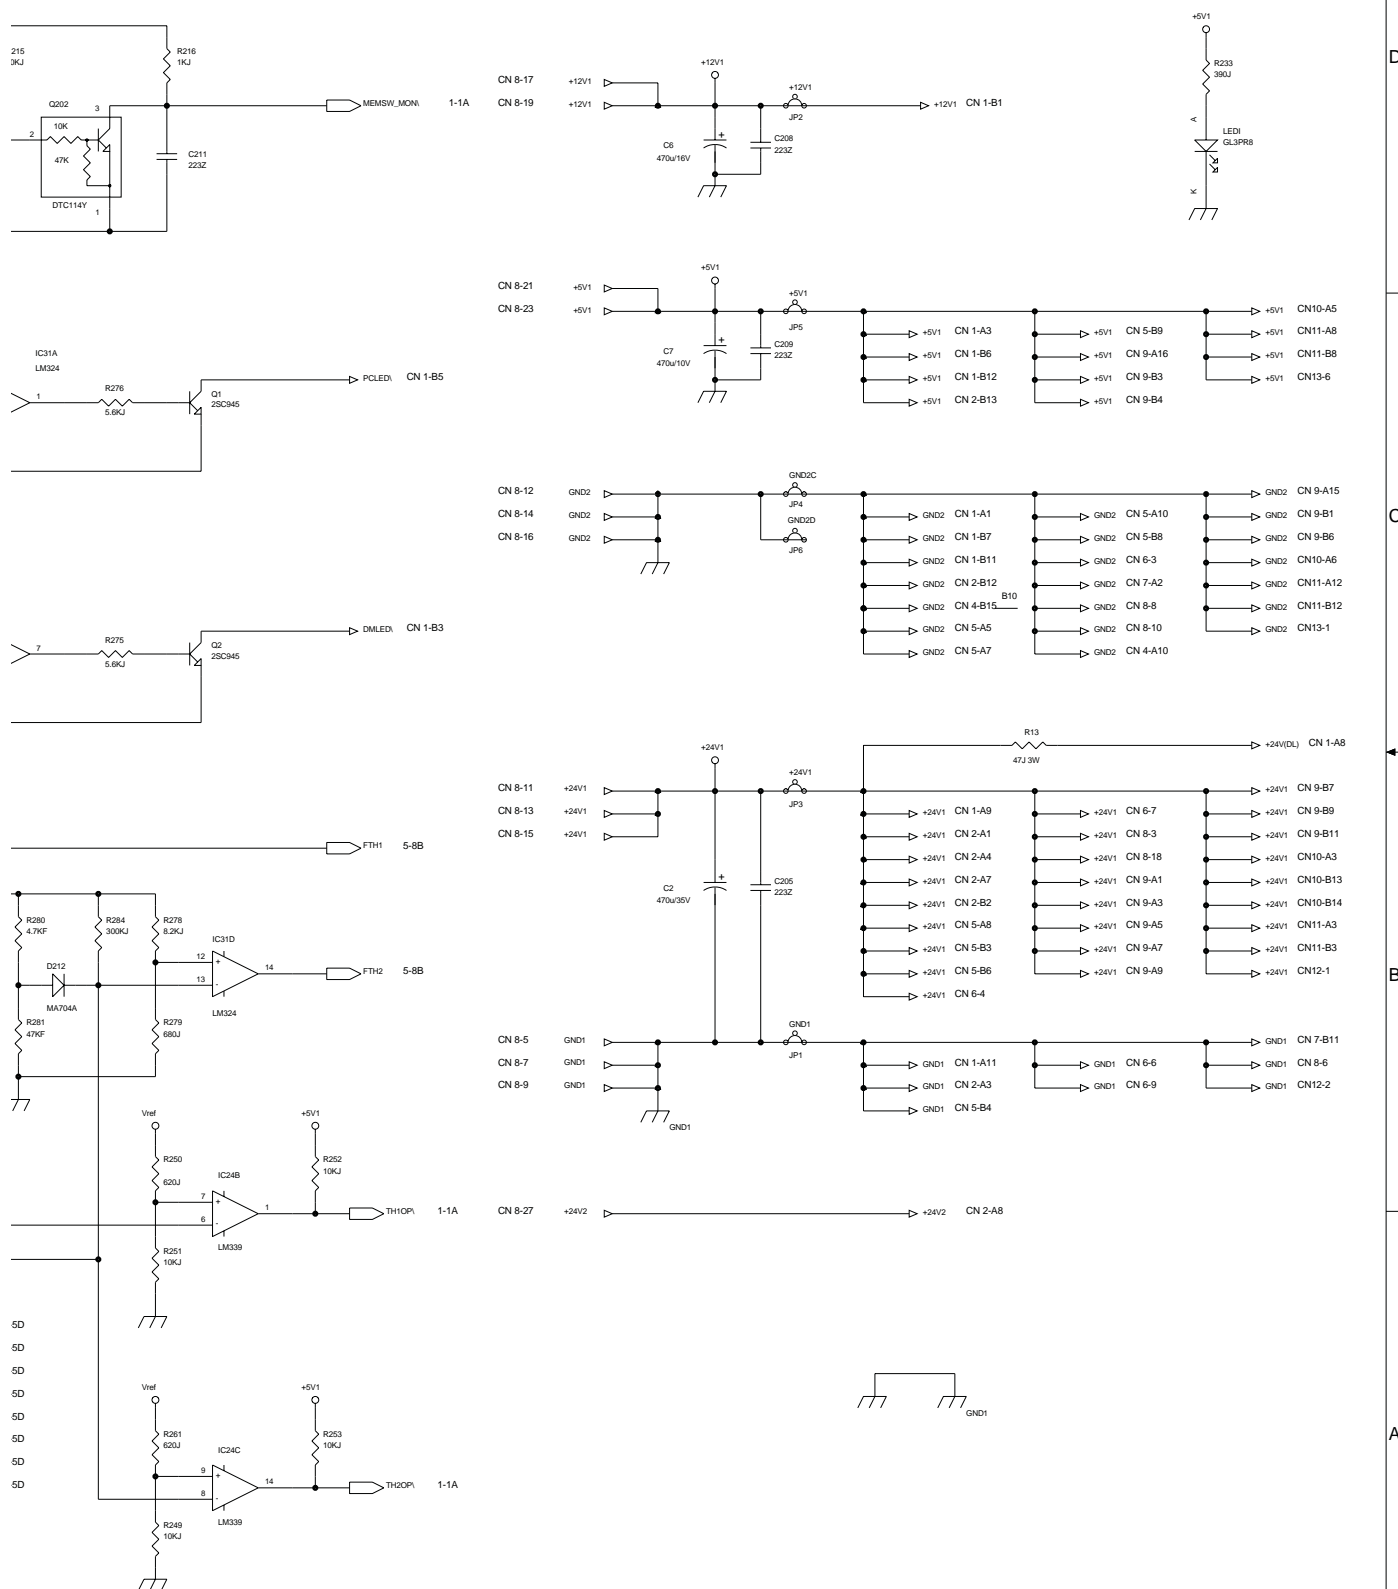 +5V1
D
215
0KJ
R216
1KJ
R233
390J
+12V1
CN 8-17 +12V1
+12V1
Q202
3
MEMSW_MON\ 1-1A
CN 8-19 +12V1
+12V1 CN 1-B1
JP2
10K
2
A
LEDI
GL3PR8
C6
470u/16V
+
C208
223Z
47K
C211
223Z
K
DTC114Y
1
+5V1
CN 8-21 +5V1
+5V1
CN 8-23 +5V1
+5V1 CN10-A5
JP5
+5V1 CN 1-A3
+5V1 CN 5-B9
+5V1 CN11-A8
C7
470u/10V
+
C209
223Z
+5V1 CN 1-B6
+5V1 CN 9-A16
+5V1 CN11-B8
IC31A
LM324
PCLED\ CN 1-B5
+5V1 CN 1-B12
+5V1 CN 9-B3
+5V1 CN13-6
1
R276
5.6KJ
Q1
2SC945
+5V1 CN 2-B13
+5V1 CN 9-B4
GND2C
CN 8-12 GND2
JP4
GND2 CN 9-A15
CN 8-14 GND2
GND2D
GND2 CN 1-A1
GND2 CN 5-A10
GND2 CN 9-B1
C
CN 8-16 GND2
JP6
GND2 CN 1-B7
GND2 CN 5-B8
GND2 CN 9-B6
GND2 CN 1-B11
GND2 CN 6-3
GND2 CN10-A6
GND2 CN 2-B12
GND2 CN 7-A2
GND2 CN11-A12
GND2 CN 4-B15
B10
GND2 CN 8-8
GND2 CN11-B12
DMLED\ CN 1-B3
GND2 CN 5-A5
GND2 CN 8-10
GND2 CN13-1
7
R275
5.6KJ
Q2
2SC945
GND2 CN 5-A7
GND2 CN 4-A10
R13
47J 3W
+24V(DL) CN 1-A8
+24V1
+24V1
CN 8-11 +24V1
JP3
+24V1 CN 9-B7
CN 8-13 +24V1
+24V1 CN 1-A9
+24V1 CN 6-7
+24V1 CN 9-B9
CN 8-15 +24V1
+24V1 CN 2-A1
+24V1 CN 8-3
+24V1 CN 9-B11
FTH1 5-8B
+24V1 CN 2-A4
+24V1 CN 8-18
+24V1 CN10-A3
C2
470u/35V
+
C205
223Z
+24V1 CN 2-A7
+24V1 CN 9-A1
+24V1 CN10-B13
+24V1 CN 2-B2
+24V1 CN 9-A3
+24V1 CN10-B14
R280
4.7KF
R284
300KJ
R278
8.2KJ
+24V1 CN 5-A8
+24V1 CN 9-A5
+24V1 CN11-A3
IC31D
+24V1 CN 5-B3
+24V1 CN 9-A7
+24V1 CN11-B3
D212
MA704A
12
+
13
-
14
LM324
FTH2 5-8B
+24V1 CN 5-B6
+24V1 CN 9-A9
+24V1 CN12-1
B
+24V1 CN 6-4
R281
47KF
R279
680J
GND1
CN 8-5 GND1
JP1
GND1 CN 7-B11
CN 8-7 GND1
GND1 CN 1-A11
GND1 CN 6-6
GND1 CN 8-6
CN 8-9 GND1
GND1 CN 2-A3
GND1 CN 6-9
GND1 CN12-2
GND1 CN 5-B4
GND1
Vref
+5V1
R250
620J
R252
10KJ
IC24B
7
+
6
-
1
LM339
TH1OP\ 1-1A
CN 8-27 +24V2
+24V2 CN 2-A8
R251
10KJ
-5D
-5D
-5D
-5D
-5D
-5D
-5D
-5D
GND1
Vref
+5V1
A
R261
620J
R253
10KJ
IC24C
9
+
8
-
14
LM339
TH2OP\ 1-1A
R249
10KJ